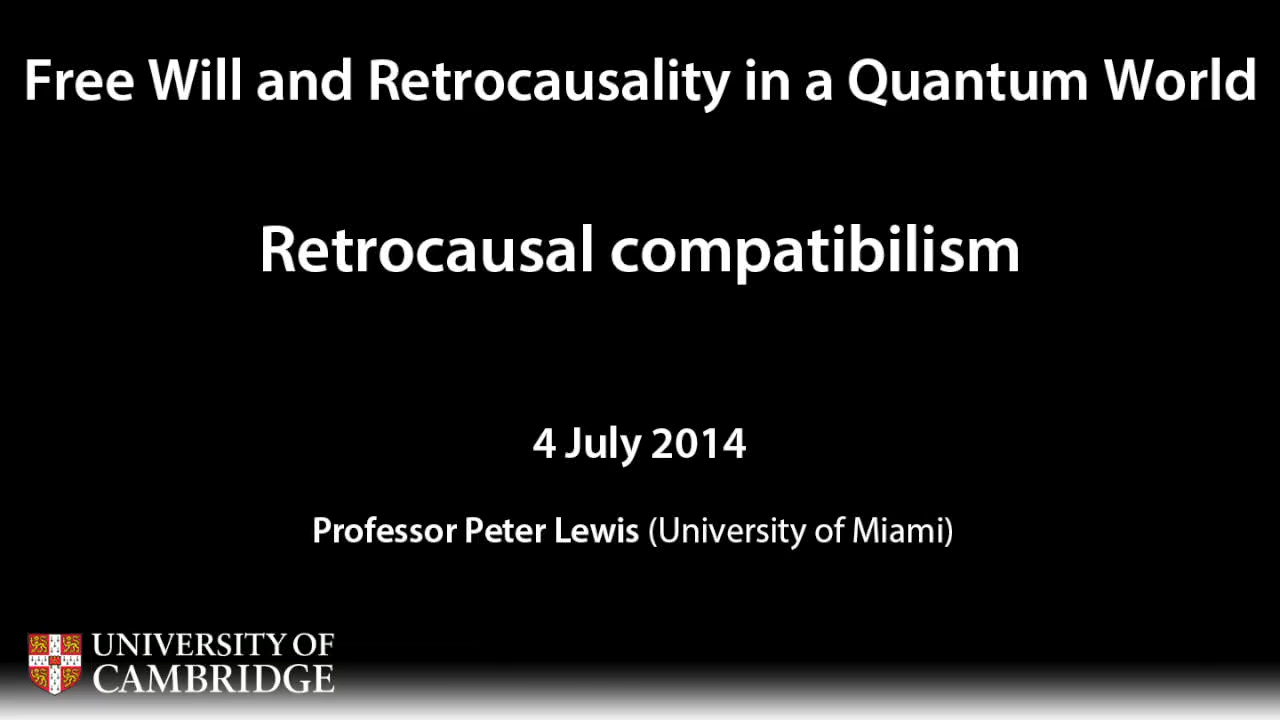 Free Will and Retrocausality in a Quantum World
Retrocausal compatibilism
4 July 2014
Professor Peter Lewis (University of Miami)
UNIVERSITY OF
CAMBRIDGE